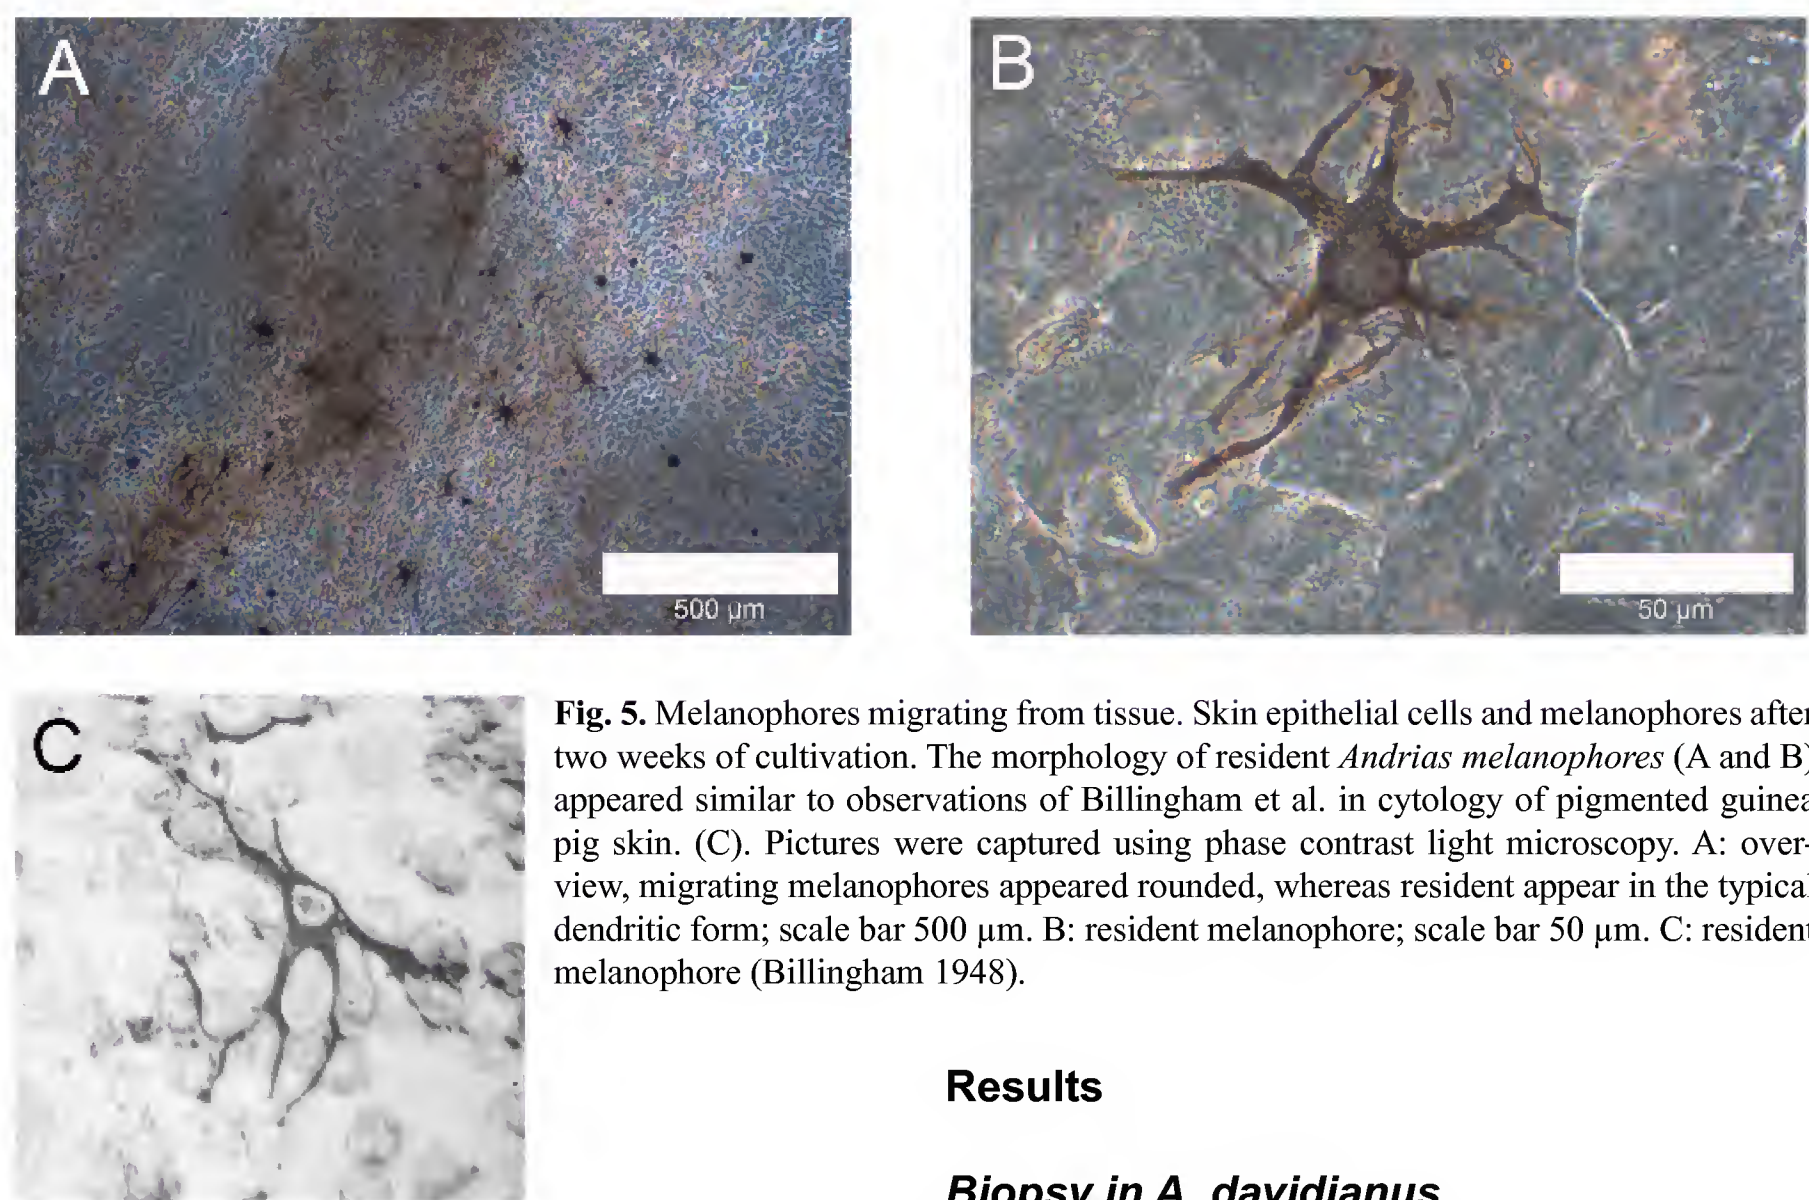 A
B
500 µm
50 µm
C
Fig. 5. Melanophores migrating from tissue. Skin epithelial cells and melanophores after
two weeks of cultivation. The morphology of resident Andrias melanophores (A and B)
appeared similar to observations of Billingham et al. in cytology of pigmented guinea
pig skin. (C). Pictures were captured using phase contrast light microscopy. A: over-
view, migrating melanophores appeared rounded, whereas resident appear in the typical
dendritic form; scale bar 500 µm. B: resident melanophore; scale bar 50 µm. C: resident
melanophore (Billingham 1948).
Results
Biopsy in A. davidianus